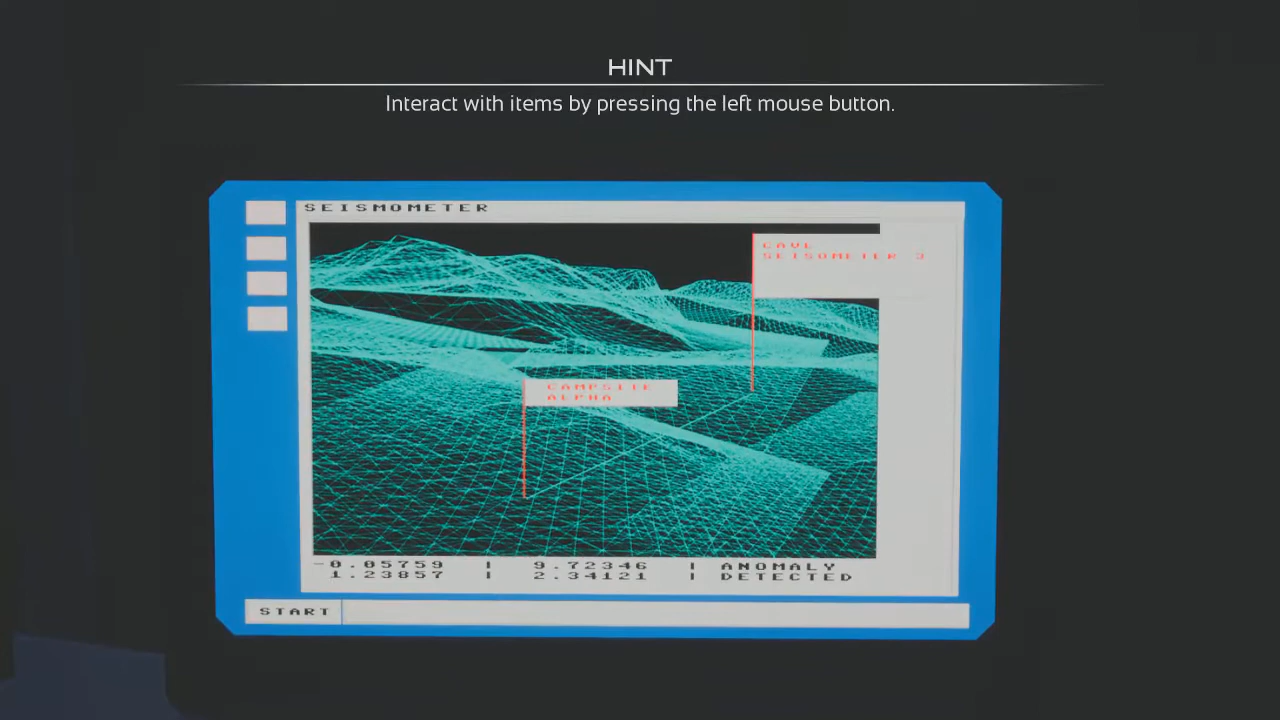 HINT
Interact with items by pressing the left mouse button.
SEISMOMETER
CAVE
SEISOMETER 3
CAMPSITE
ALPHA
-0.05759 | 9.72346 | ANOMALY
1.23857 | 2.34121 | DETECTED
START